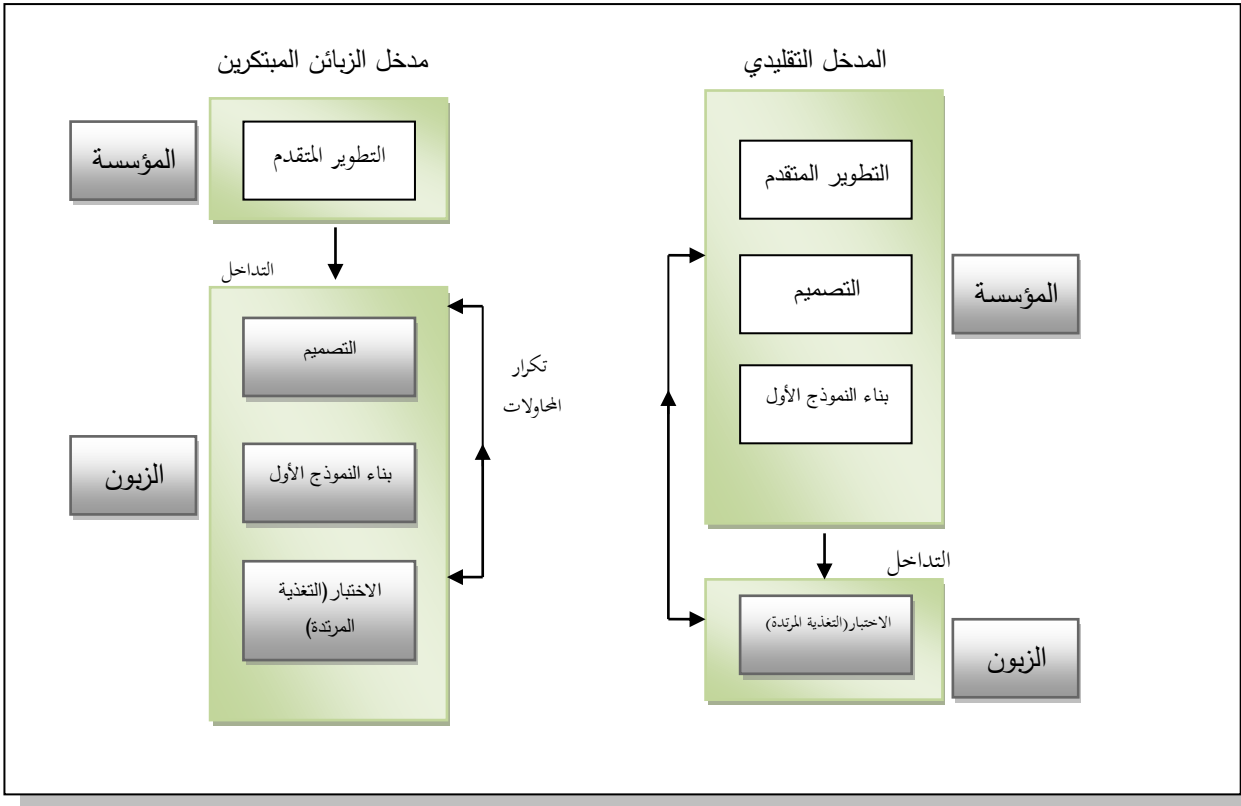 المدخل التقليدي
التطوير المتقدم
التصميم
المؤسسة
بناء النموذج الأول
التداخل
الاختبار(التغذية المرتدة)
الزبون
مدخل الزبائن المبتكرين
المؤسسة
التطوير المتقدم
التداخل
التصميم
تكرار
المحاولات
الزبون
بناء النموذج الأول
الاختبار(التغذية
المرتدة)